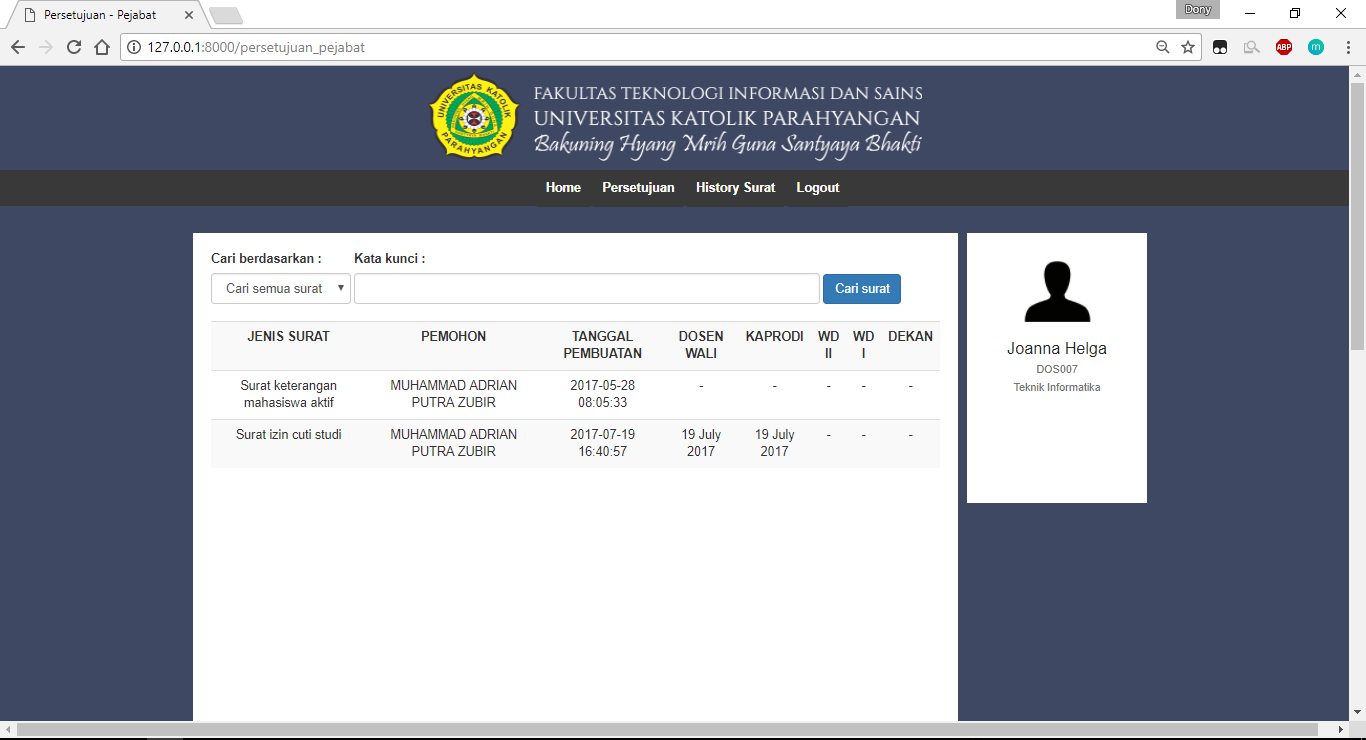 Persetujuan - Pejabat
Dony
127.0.0.1:8000/persetujuan_pejabat
ABP
m
UNIVERSITAS KATOLIK
PARAHYANGAN
FAKULTAS TEKNOLOGI INFORMASI DAN SAINS
UNIVERSITAS KATOLIK PARAHYANGAN
Bakuning Hyang Mrih Guna Santyaya Bhakti
Home Persetujuan History Surat Logout
Cari berdasarkan : Kata kunci :
Cari semua surat Cari surat
JENIS SURAT PEMOHON TANGGAL PEMBUATAN DOSEN WALI KAPRODI WD II WD I DEKAN
Surat keterangan mahasiswa aktif MUHAMMAD ADRIAN PUTRA ZUBIR 2017-05-28 08:05:33 - - - - -
Surat izin cuti studi MUHAMMAD ADRIAN PUTRA ZUBIR 2017-07-19 16:40:57 19 July 2017 19 July 2017 - - -
Joanna Helga
DOS007
Teknik Informatika